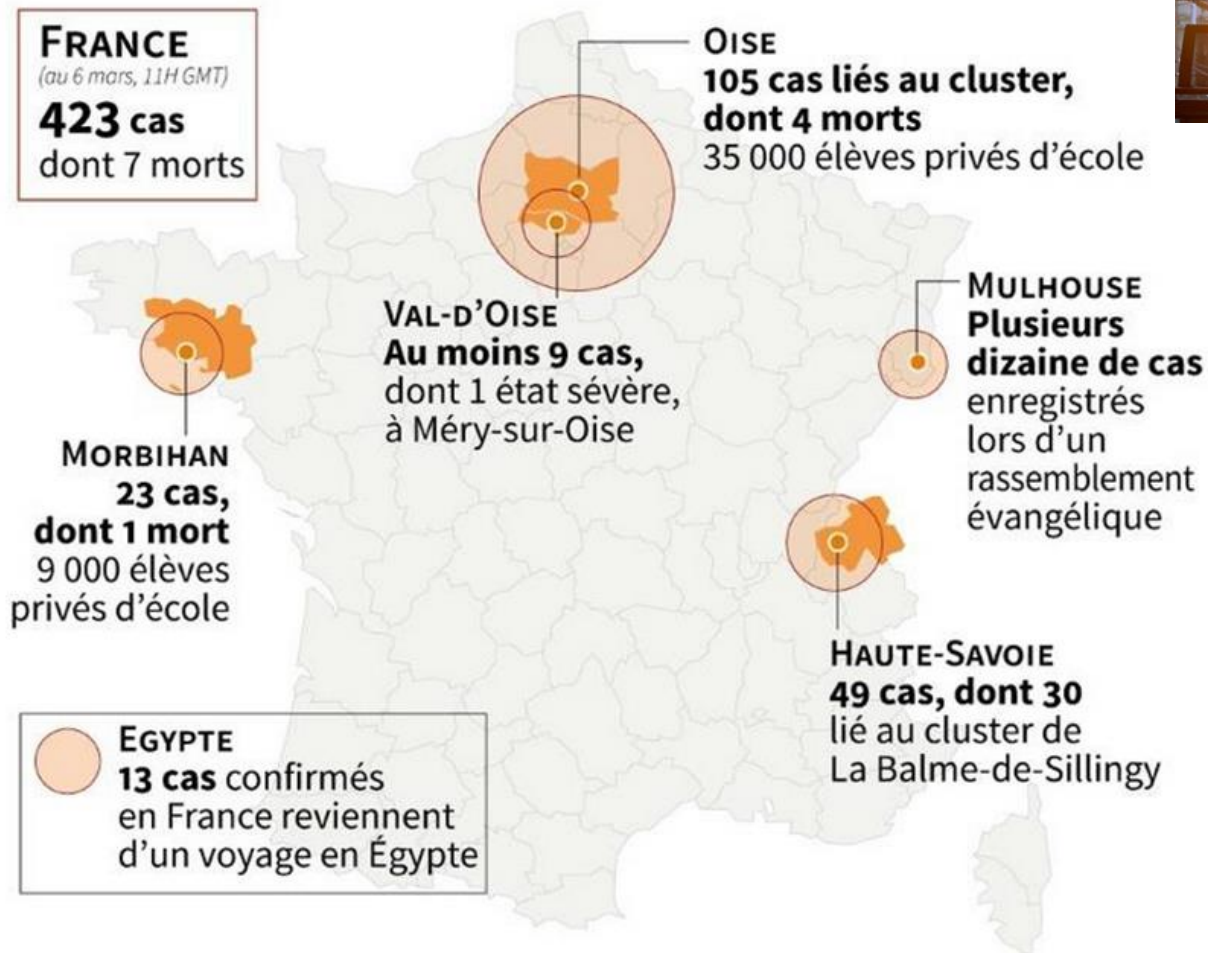 FRANCE
(au 6 mars, 11H GMT)
423 cas
dont 7 morts
OISE
105 cas liés au cluster,
dont 4 morts
35 000 élèves privés d'école
VAL-D'OISE
Au moins 9 cas,
dont 1 état sévère,
à Méry-sur-Oise
MULHOUSE
Plusieurs
dizaine de cas
enregistrés
lors d'un
rassemblement
évangélique
MORBIHAN
23 cas,
dont 1 mort
9 000 élèves
privés d'école
HAUTE-SAVOIE
49 cas, dont 30
lié au cluster de
La Balme-de-Sillingy
EGYPTE
13 cas confirmés
en France reviennent
d'un voyage en Égypte